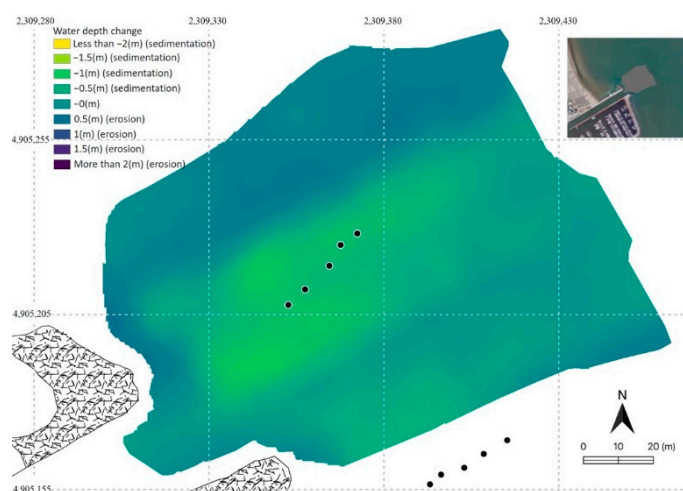 2,309,280 2,309,330 2,309,380 2,309,430
Water depth change
Less than −2(m) (sedimentation)
−1.5(m) (sedimentation)
−1(m) (sedimentation)
−0.5(m) (sedimentation)
−0(m)
0.5(m) (erosion)
1(m) (erosion)
1.5(m) (erosion)
More than 2(m) (erosion)
4,905,255
4,905,205
N
0 10 20 (m)
4,905,155